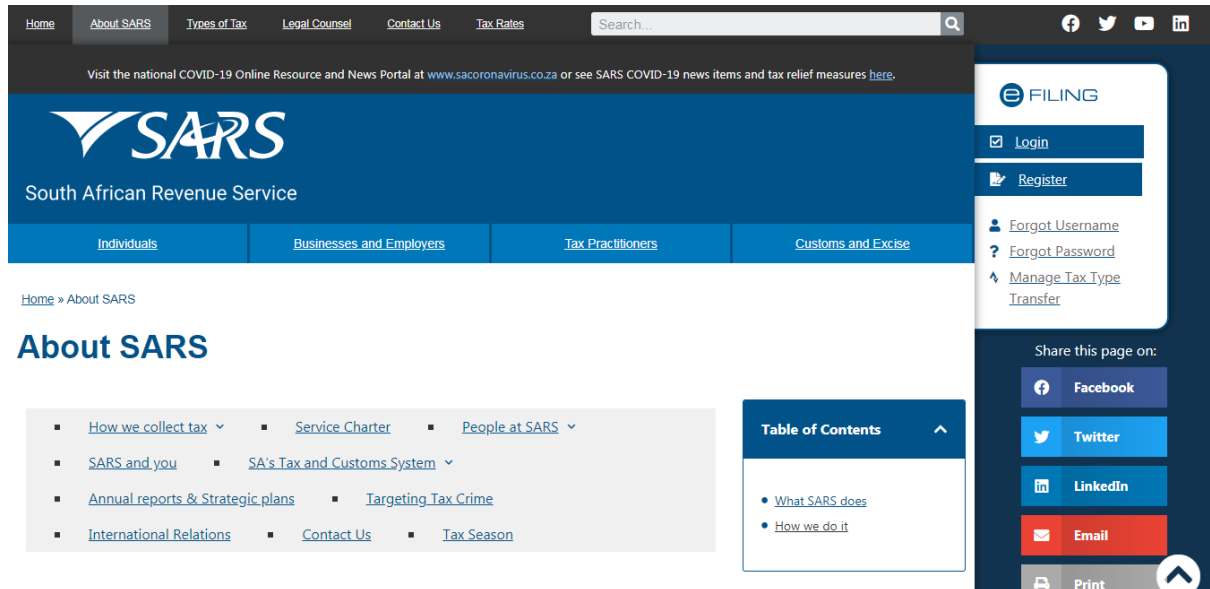 Home About SARS Types of Tax Legal Counsel Contact Us Tax Rates Search...
Visit the national COVID-19 Online Resource and News Portal at www.sacoronavirus.co.za or see SARS COVID-19 news items and tax relief measures here.
SARS
South African Revenue Service
Individuals Businesses and Employers Tax Practitioners Customs and Excise
e FILING
Login
Register
Forgot Username
Forgot Password
Manage Tax Type
Transfer
Home » About SARS
About SARS
How we collect tax Service Charter People at SARS
SARS and you SA's Tax and Customs System
Annual reports & Strategic plans Targeting Tax Crime
International Relations Contact Us Tax Season
Table of Contents
What SARS does
How we do it
Share this page on:
Facebook
Twitter
LinkedIn
Email
Print